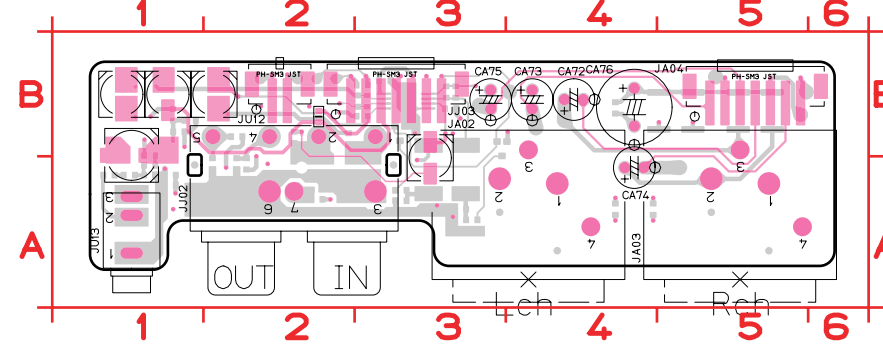 1 2 3 4 5 6
PH-SM3 JST PH-SM3 JST CA75 CA73 CA72 CA76 JA04 PH-SM3 JST
B
JU12 JJ03
JA02
5 4 2 1
3 3
3 2 1 JJ02 6 7 3 2 1 CA74 2 1
A JU13 4 JA03 4
OUT IN
Lch Rch
1 2 3 4 5 6